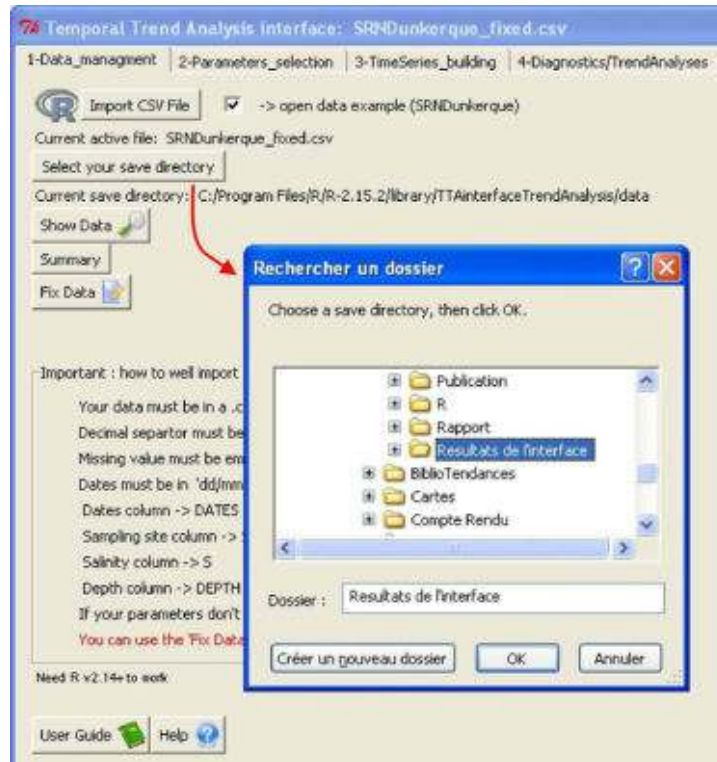 Temporal Trend Analysis interface: SRNDunkerque_fixed.csv
1-Data_managment 2-Parameters_selection 3-TimeSeries_building 4-Diagnostics/TrendAnalyses
Import CSV File -> open data example (SRNDunkerque)
Current active file: SRNDunkerque_fixed.csv
Select your save directory
Current save directory: C:/Program Files/R/R-2.15.2/library/TTAinterfaceTrendAnalysis/data
Show Data
Summary
Fix Data
Rechercher un dossier
Choose a save directory, then click OK.
Publication
R
Rapport
Resultats de l'interface
BiblioTendances
Cartes
Compte Rendu
Dossier : Resultats de l'interface
Créer un nouveau dossier OK Annuler
Important : how to well import
Your data must be in a .c
Decimal separtor must be
Missing value must be em
Dates must be in 'dd/mm
Dates column -> DATES
Sampling site column ->
Salinity column -> S
Depth column -> DEPTH
If your parameters don't
You can use the 'Fix Data
Need R v2.14+ to work
User Guide Help